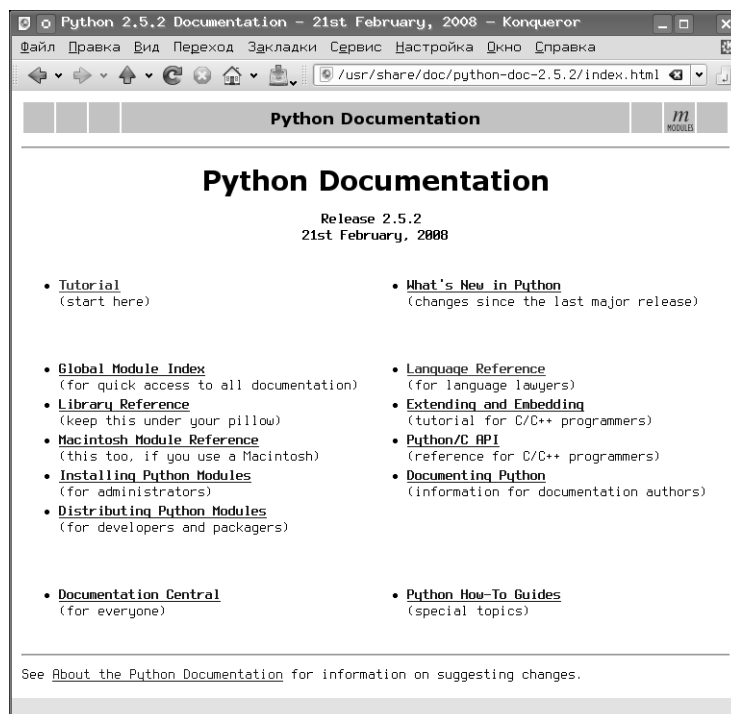 Python 2.5.2 Documentation – 21st February, 2008 – Konqueror
Файл Правка Вид Переход Закладки Сервис Настройка Окно Справка
/usr/share/doc/python-doc-2.5.2/index.html
Python Documentation
m
MODULES
Python Documentation
Release 2.5.2
21st February, 2008
• Tutorial
(start here)
• What's New in Python
(changes since the last major release)
• Global Module Index
(for quick access to all documentation)
• Library Reference
(keep this under your pillow)
• Macintosh Module Reference
(this too, if you use a Macintosh)
• Installing Python Modules
(for administrators)
• Distributing Python Modules
(for developers and packagers)
• Language Reference
(for language lawyers)
• Extending and Embedding
(tutorial for C/C++ programmers)
• Python/C API
(reference for C/C++ programmers)
• Documenting Python
(information for documentation authors)
• Documentation Central
(for everyone)
• Python How-To Guides
(special topics)
See About the Python Documentation for information on suggesting changes.